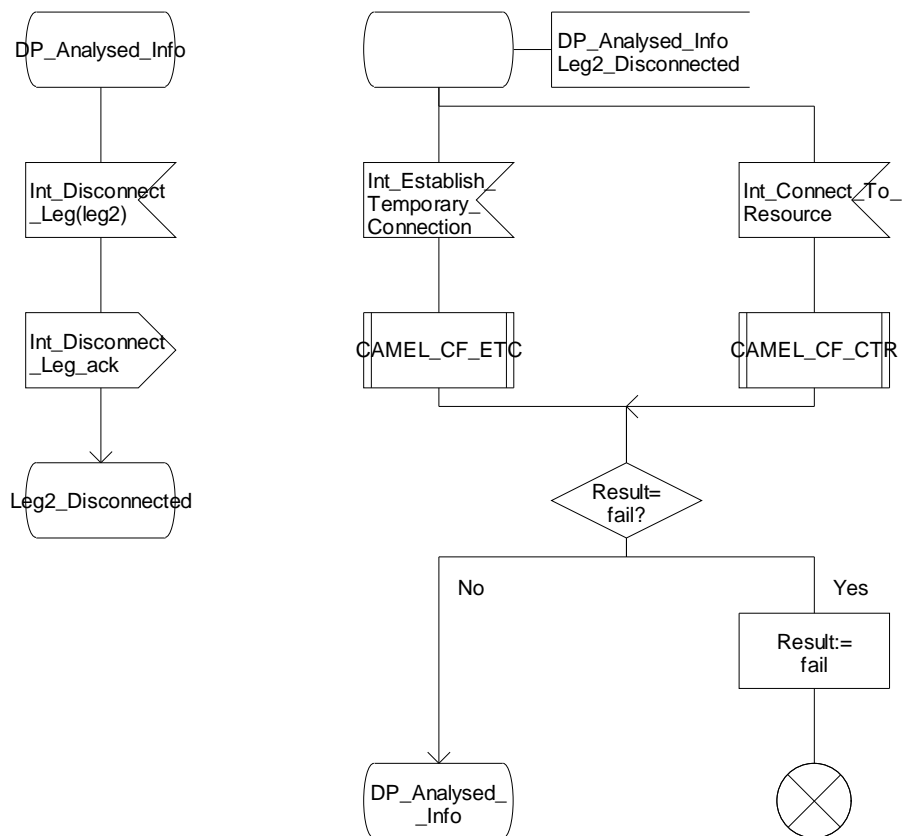 DP_Analysed_Info
Int_Disconnect
_Leg(leg2)
Int_Disconnect
_Leg_ack
Leg2_Disconnected
DP_Analysed_Info
Leg2_Disconnected
Int_Establish_
Temporary_
Connection
Int_Connect_To_
Resource
CAMEL_CF_ETC
CAMEL_CF_CTR
Result=
fail?
No
Yes
Result:=
fail
DP_Analysed_
_Info